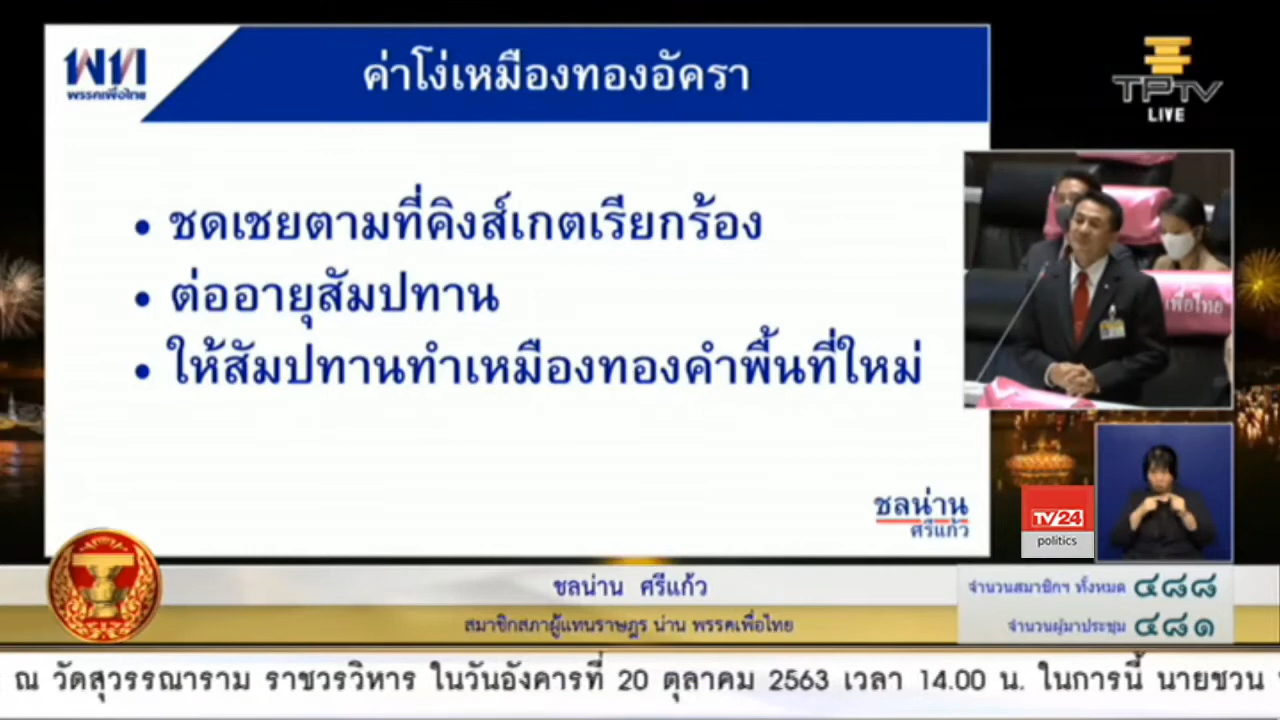 พท
พรรคเพื่อไทย
ค่าโง่เหมืองทองอัครา
TPTV
LIVE
• ชดเชยตามที่คิงส์เกตเรียกร้อง
• ต่ออายุสัมปทาน
• ให้สัมปทานทำเหมืองทองคำพื้นที่ใหม่
เพื่อไทย
ชลน่าน
ศรีแก้ว
TV24
politics
ชลน่าน ศรีแก้ว
สมาชิกสภาผู้แทนราษฎร น่าน พรรคเพื่อไทย
จำนวนสมาชิกฯ ทั้งหมด ๔๘๘
จำนวนผู้มาประชุม ๔๘๑
ณ วัดสุวรรณาราม ราชวรวิหาร ในวันอังคารที่ 20 ตุลาคม 2563 เวลา 14.00 น. ในการนี้ นายชวน